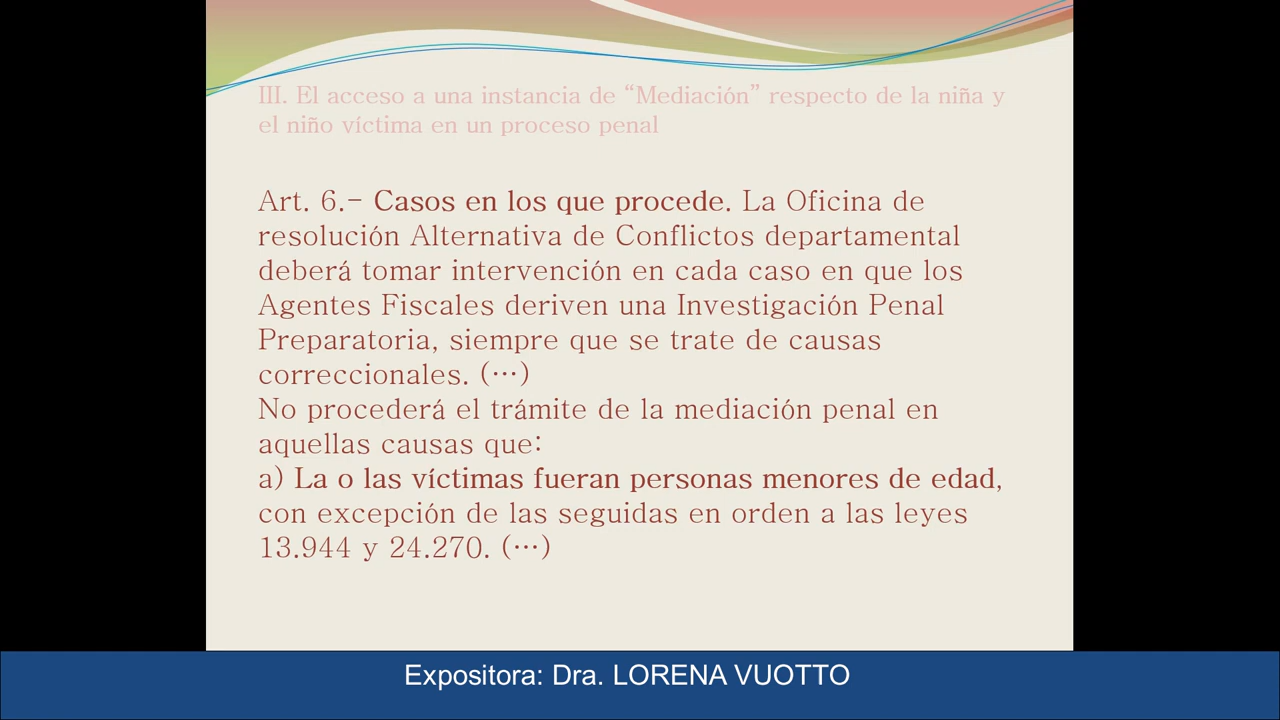 III. El acceso a una instancia de “Mediación” respecto de la niña y
el niño víctima en un proceso penal
Art. 6.- Casos en los que procede. La Oficina de
resolución Alternativa de Conflictos departamental
deberá tomar intervención en cada caso en que los
Agentes Fiscales deriven una Investigación Penal
Preparatoria, siempre que se trate de causas
correccionales. (…)
No procederá el trámite de la mediación penal en
aquellas causas que:
a) La o las víctimas fueran personas menores de edad,
con excepción de las seguidas en orden a las leyes
13.944 y 24.270. (…)
Expositora: Dra. LORENA VUOTTO